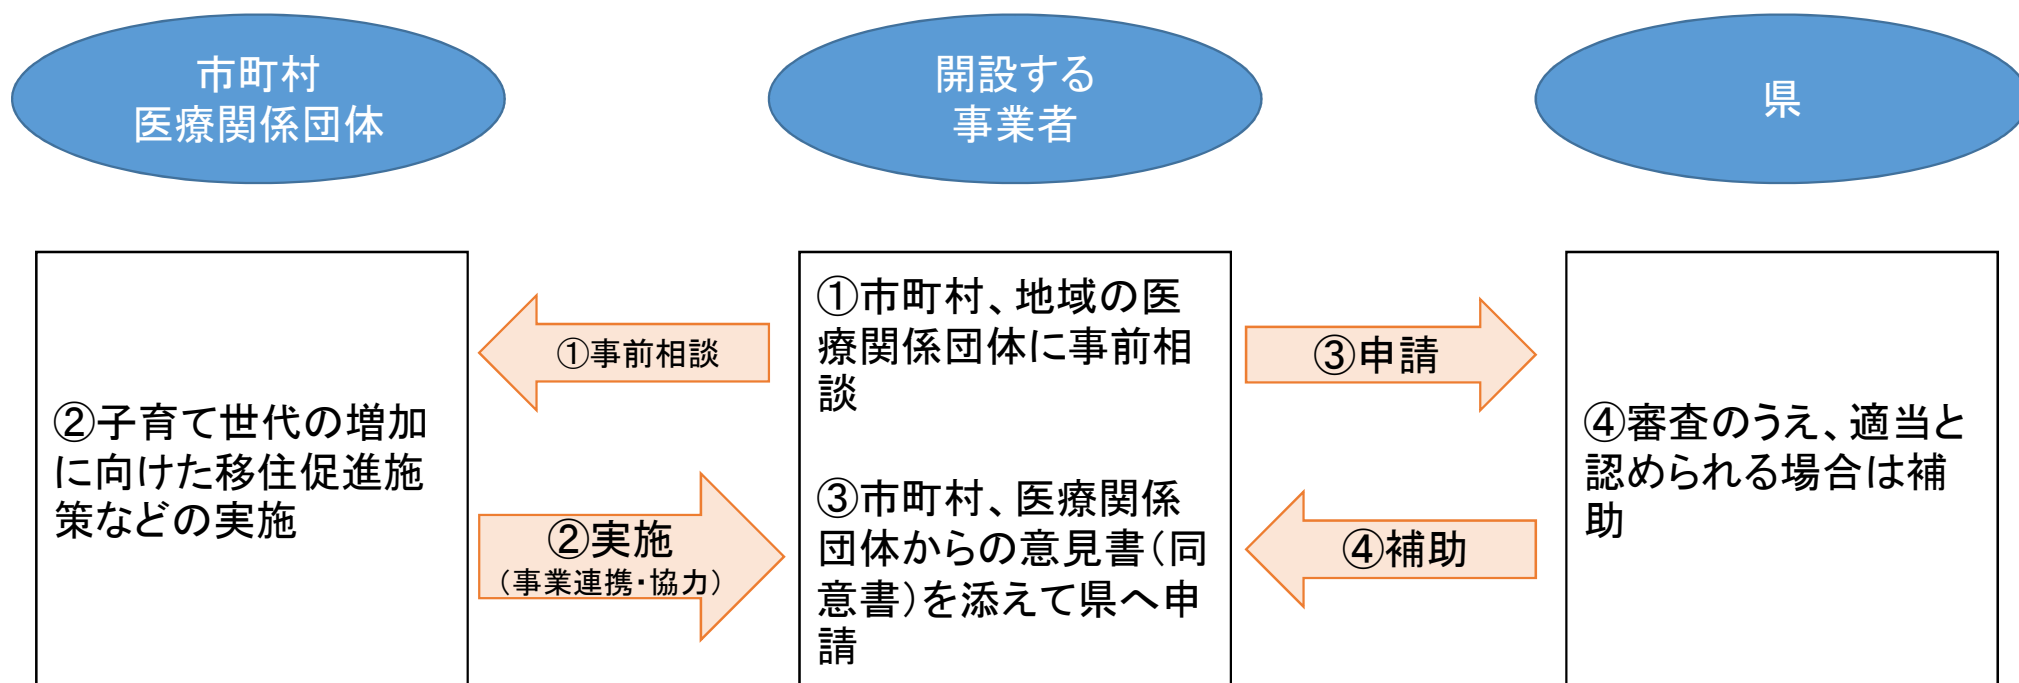 市町村
医療関係団体
開設する
事業者
県
②子育て世代の増加
に向けた移住促進施
策などの実施
①事前相談
②実施
（事業連携・協力）
①市町村、地域の医
療関係団体に事前相
談
③市町村、医療関係
団体からの意見書（同
意書）を添えて県へ申
請
③申請
④補助
④審査のうえ、適当と
認められる場合は補
助